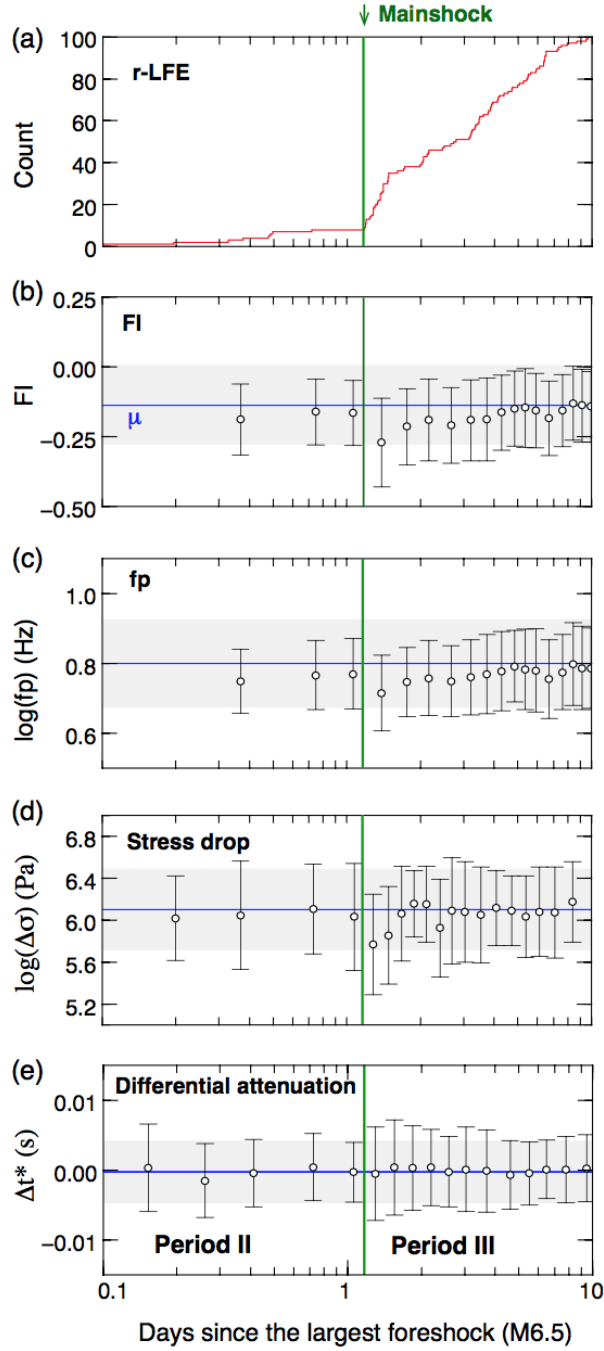 ↓ Mainshock
(a)
r-LFE
Count
100
80
60
40
20
0
(b)
FI
μ
FI
0.25
0.00
−0.25
−0.50
(c)
fp
log(fp) (Hz)
1.0
0.8
0.6
(d)
Stress drop
log(Δσ) (Pa)
6.8
6.4
6.0
5.6
5.2
(e)
Differential attenuation
Δt* (s)
0.01
0.00
−0.01
Period II
Period III
0.1
1
10
Days since the largest foreshock (M6.5)